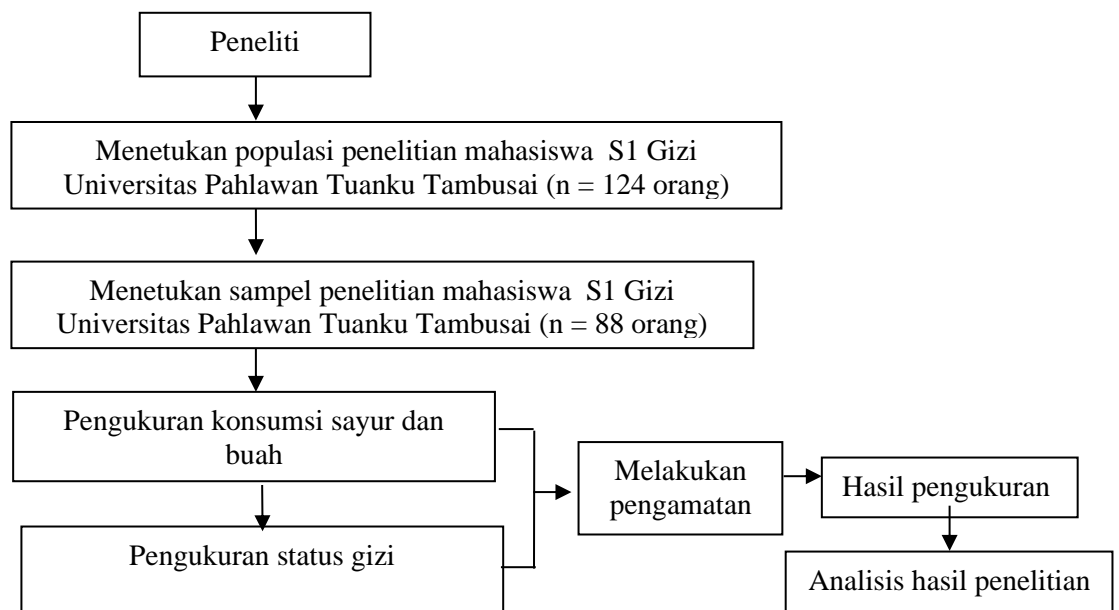 Peneliti
Menetukan populasi penelitian mahasiswa S1 Gizi
Universitas Pahlawan Tuanku Tambusai (n = 124 orang)
Menetukan sampel penelitian mahasiswa S1 Gizi
Universitas Pahlawan Tuanku Tambusai (n = 88 orang)
Pengukuran konsumsi sayur dan
buah
Pengukuran status gizi
Melakukan
pengamatan
Hasil pengukuran
Analisis hasil penelitian